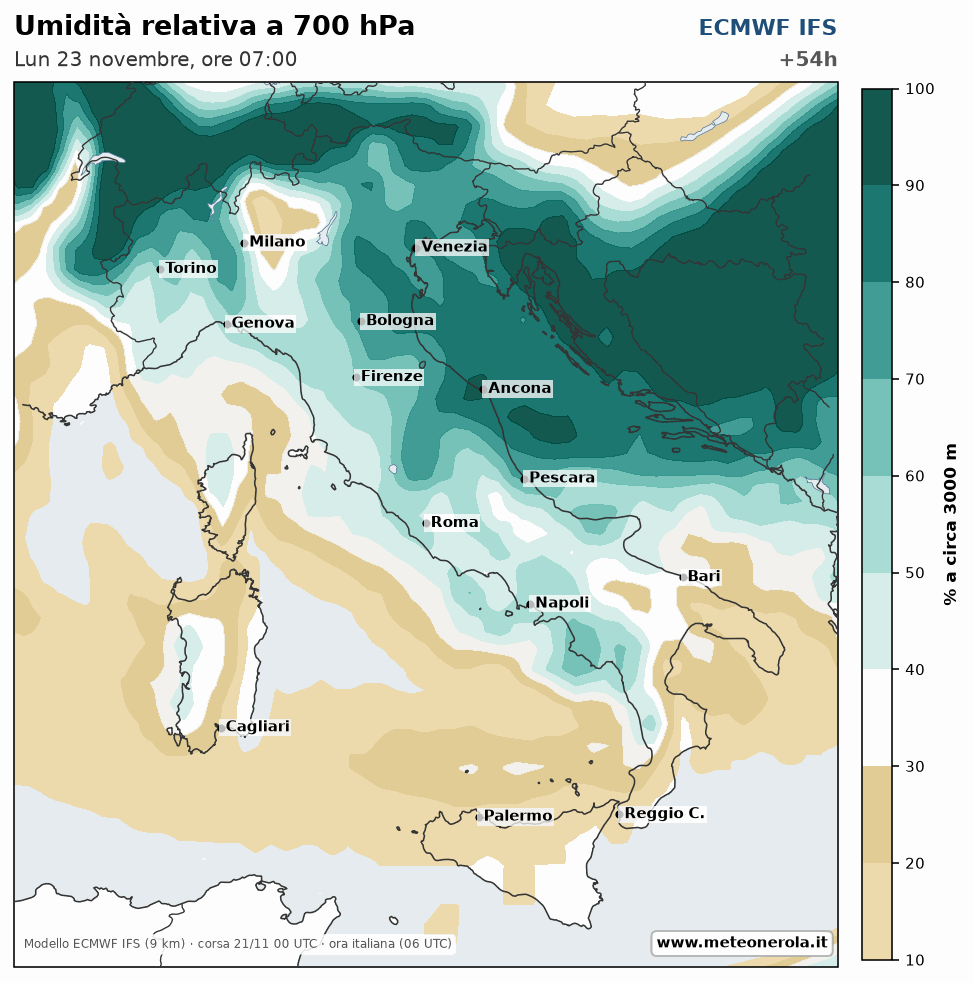 Umidità relativa a 700 hPa
ECMWF IFS
Lun 23 novembre, ore 07:00
+54h
Milano
Venezia
Torino
Genova
Bologna
Firenze
Ancona
Pescara
Roma
Bari
Napoli
Cagliari
Palermo
Reggio C.
100
90
80
70
60
50
40
30
20
10
% a circa 3000 m
Modello ECMWF IFS (9 km) · corsa 21/11 00 UTC · ora italiana (06 UTC)
www.meteonerola.it